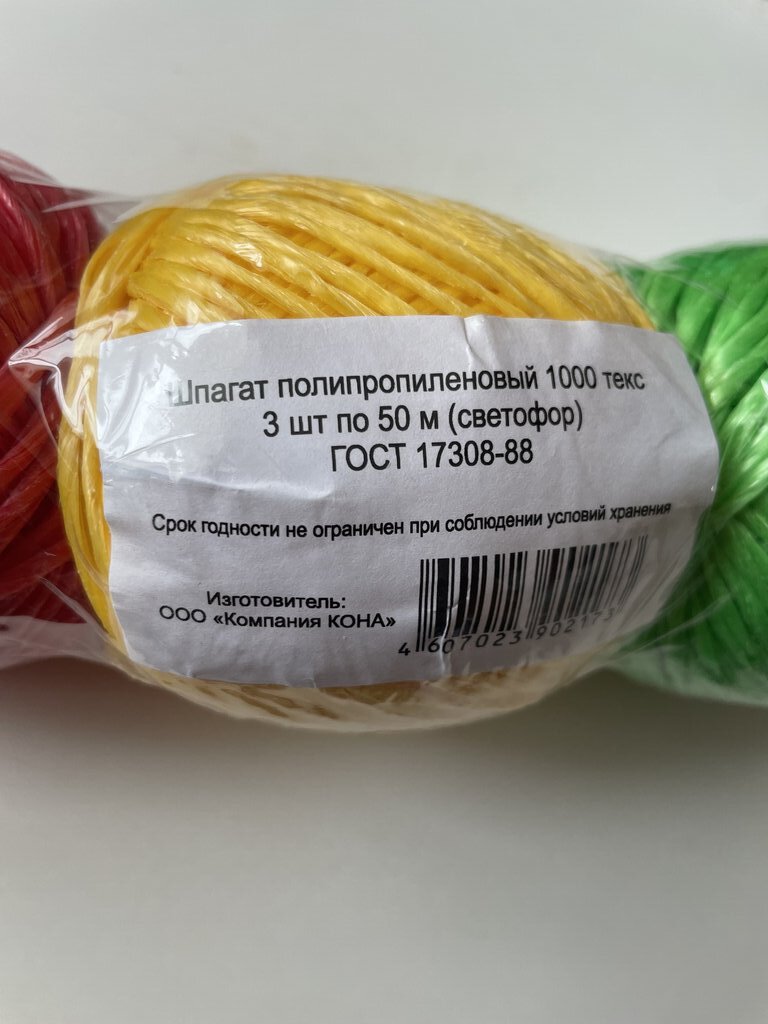 Шпагат полипропиленовый 1000 текс
3 шт по 50 м (светофор)
ГОСТ 17308-88
Срок годности не ограничен при соблюдении условий хранения
Изготовитель:
ООО «Компания КОНА»
4 607023 902173